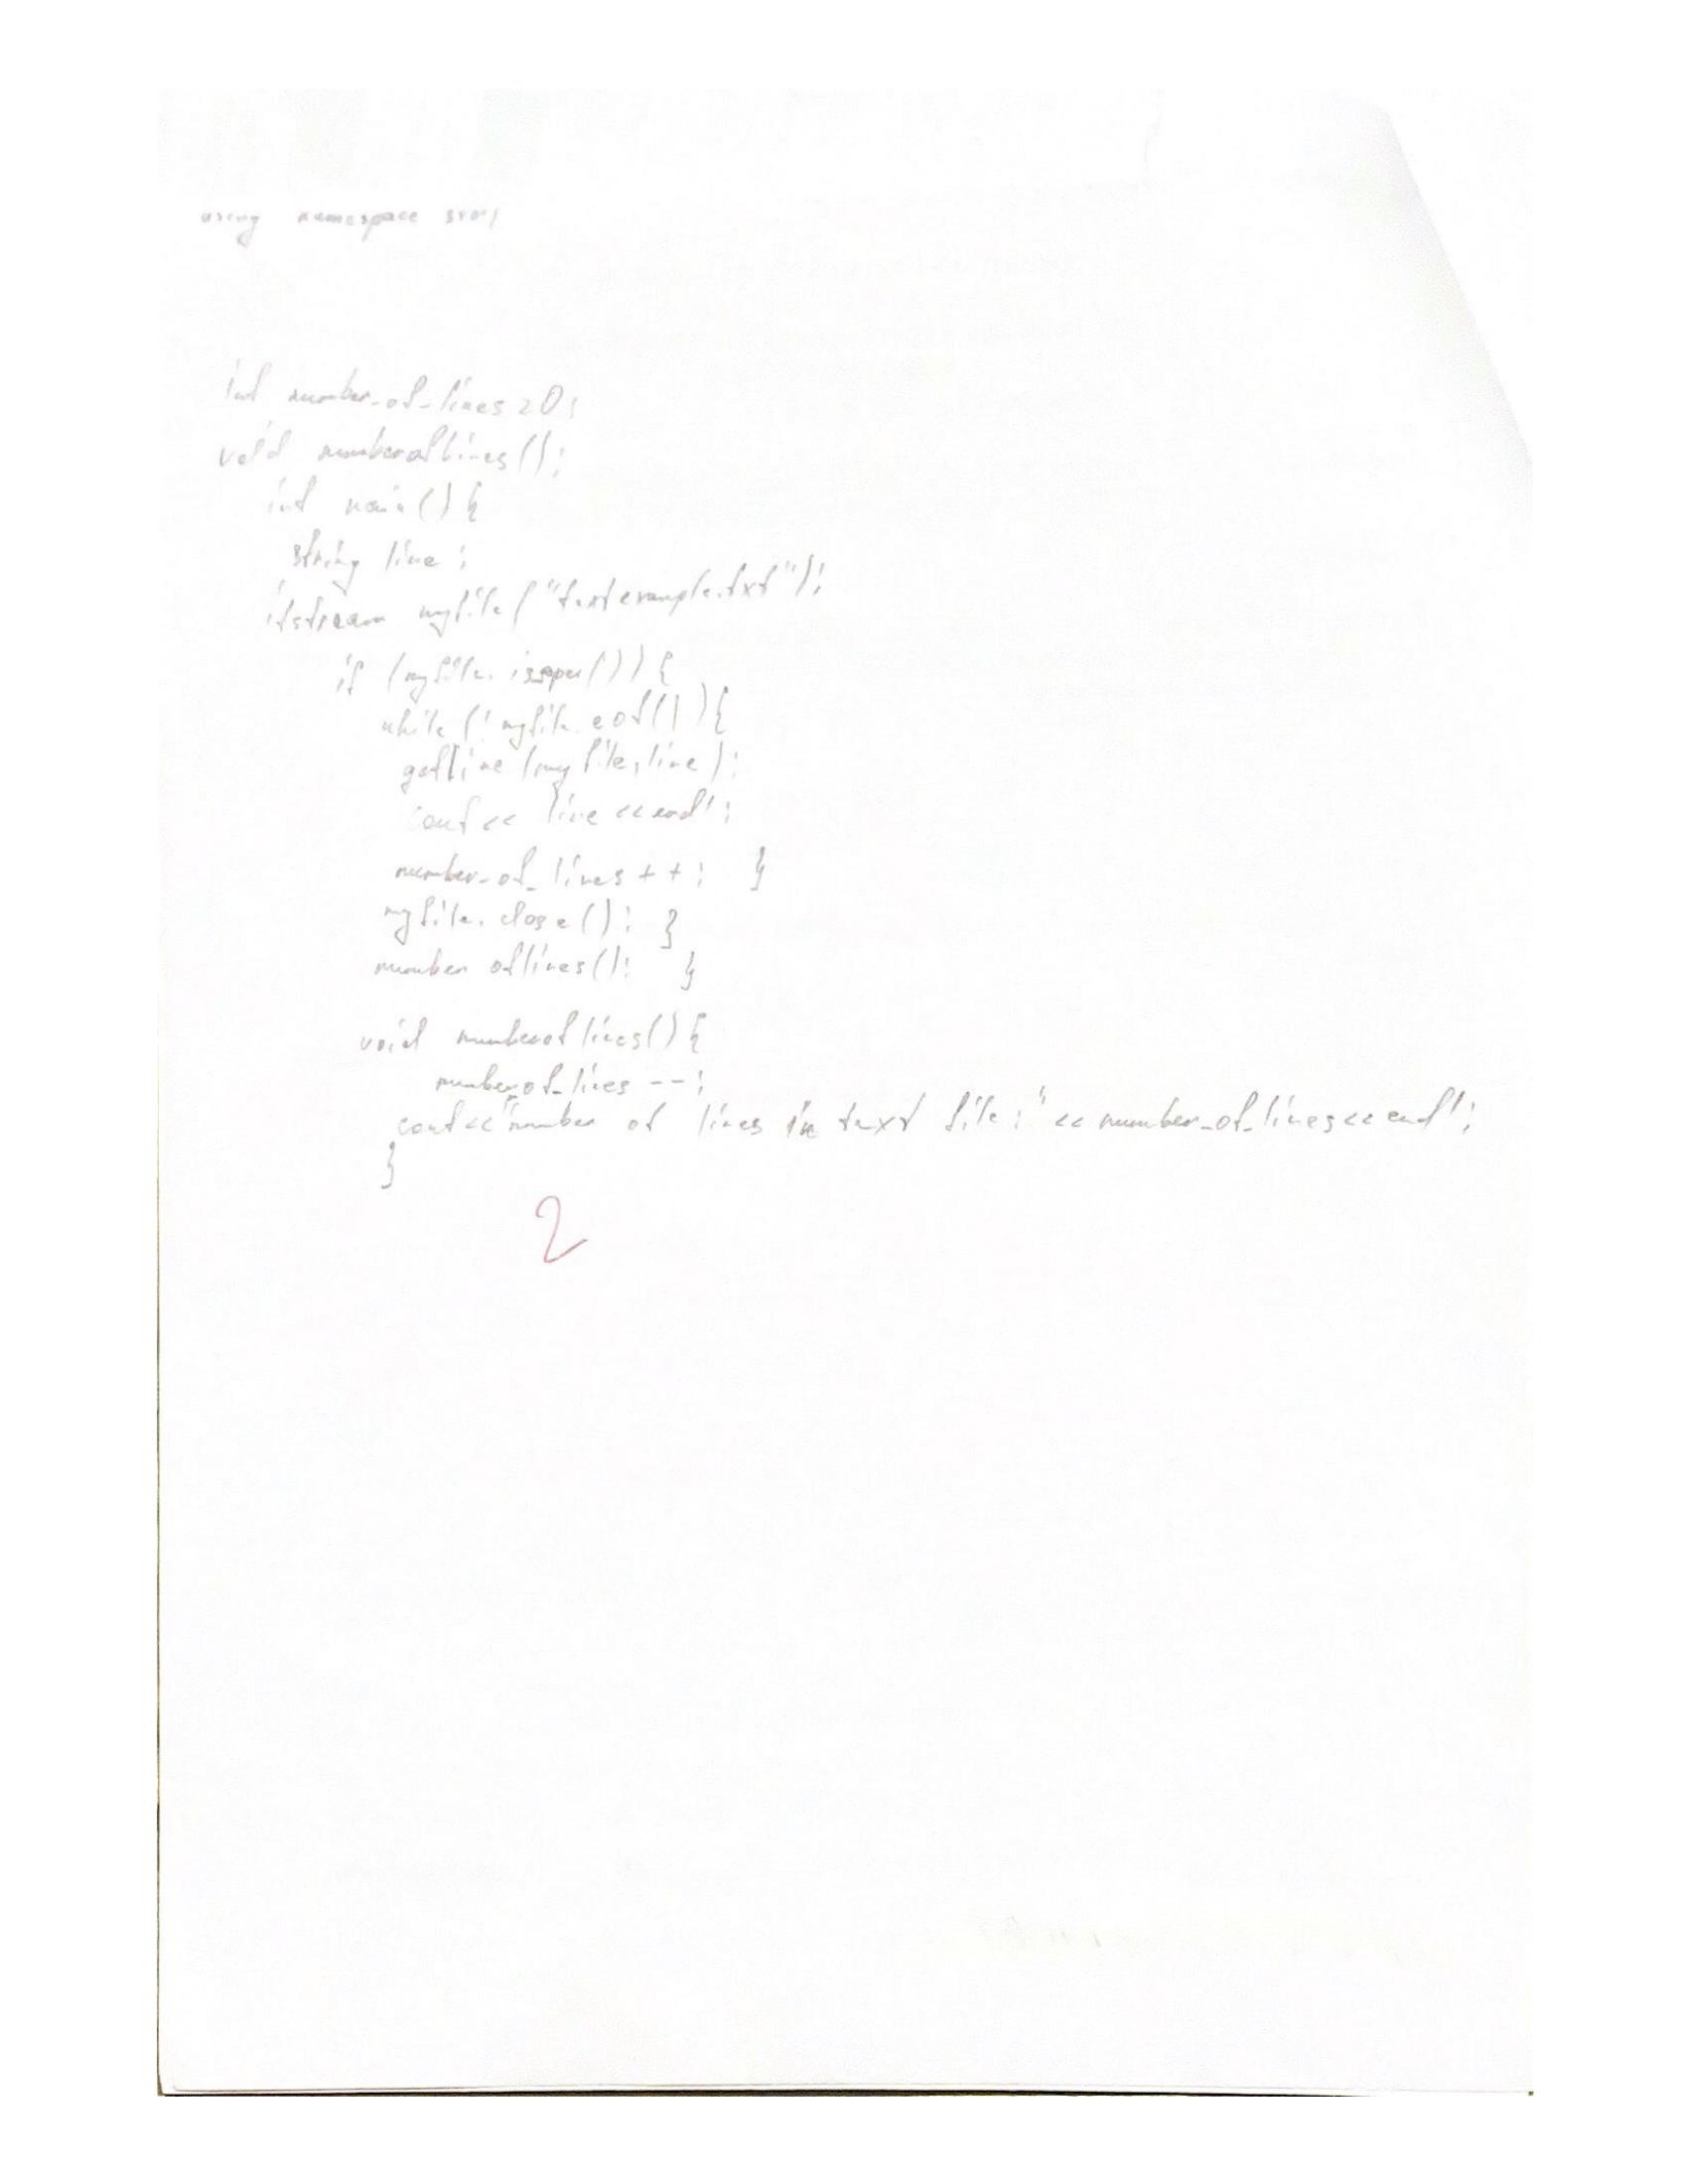 using namespace std;
int number_of_lines = 0;
void numberoflines();
int main() {
string line;
ifstream myfile ("textexample.txt");
if (myfile.isopen()) {
while (! myfile.eof()) {
getline (myfile, line);
cout << line << endl;
number_of_lines ++; }
myfile.close(); }
number oflines(); }
void numberoflines() {
number_of_lines --;
cout << "number of lines in text file: " << number_of_lines << endl;
}
2